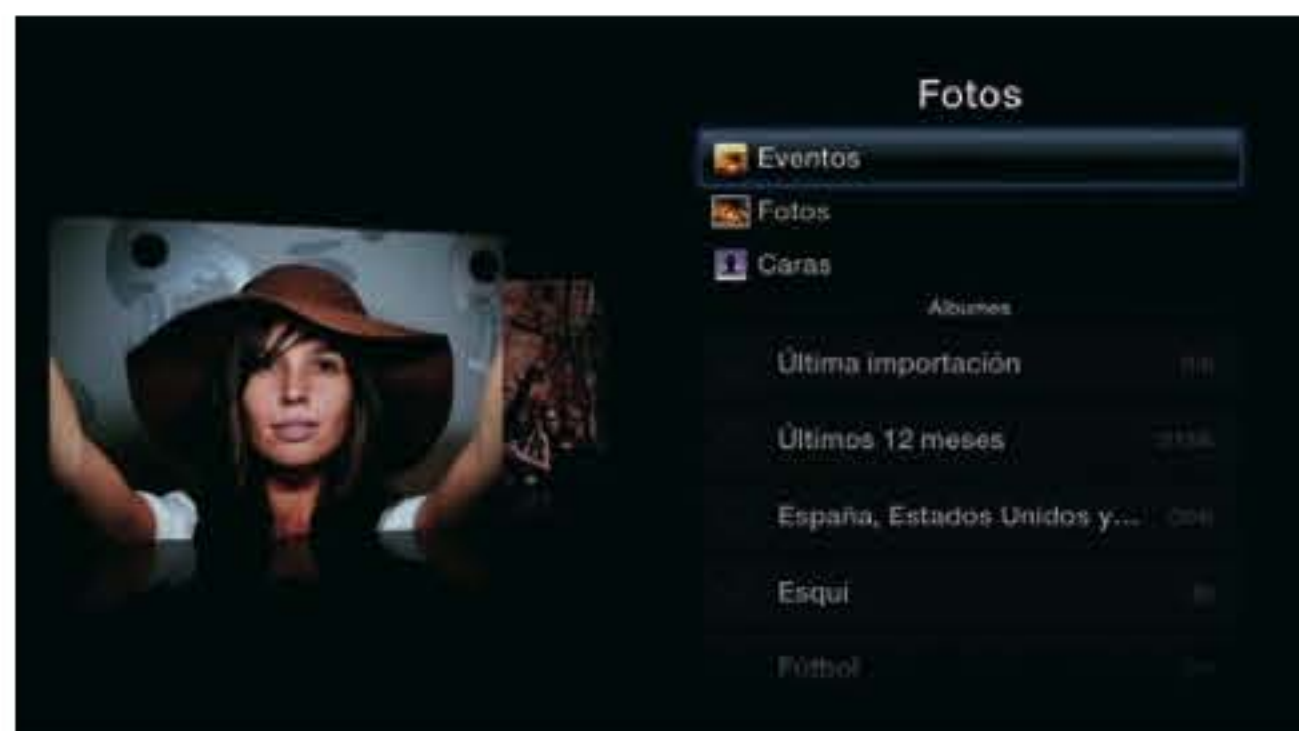 Fotos
Eventos
Fotos
Caras
Álbumes
Última importación
Últimos 12 meses
España, Estados Unidos y...
Esquí
Fútbol